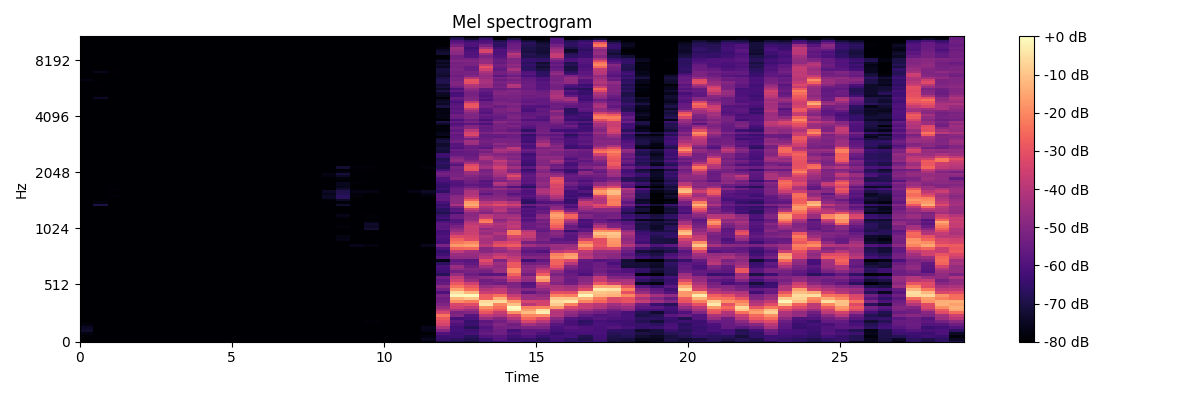 Mel spectrogram
8192
4096
2048
1024
512
0
Hz
0 5 10 15 20 25
Time
+0 dB
-10 dB
-20 dB
-30 dB
-40 dB
-50 dB
-60 dB
-70 dB
-80 dB